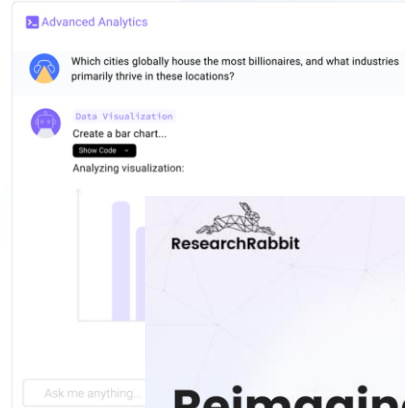 Advanced Analytics
Which cities globally house the most billionaires, and what industries
primarily thrive in these locations?
Data Visualization
Create a bar chart...
Show Code
Analyzing visualization:
ResearchRabbit
Ask me anything...